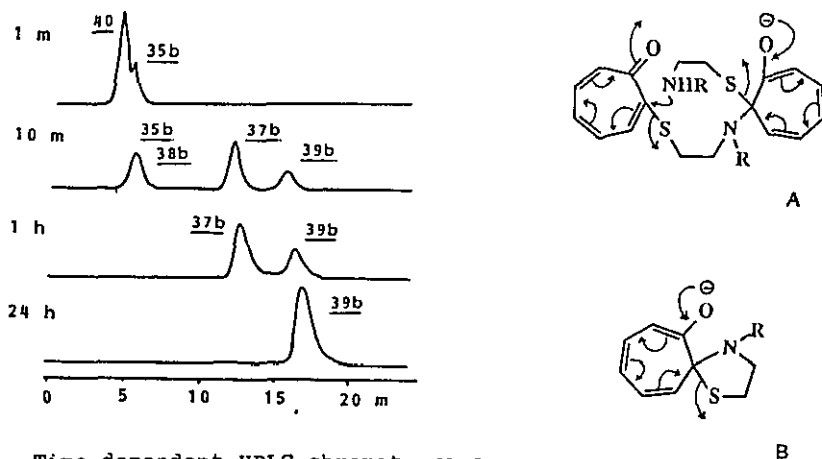 1 m
40
35b
10 m
35b
38b
37b
39b
1 h
37b
39b
24 h
39b
0 5 10 15 20 m
Time-dependent HPLC
O
O
⊖
NHR
S
S
N
R
A
⊖
O
N
R
S
B